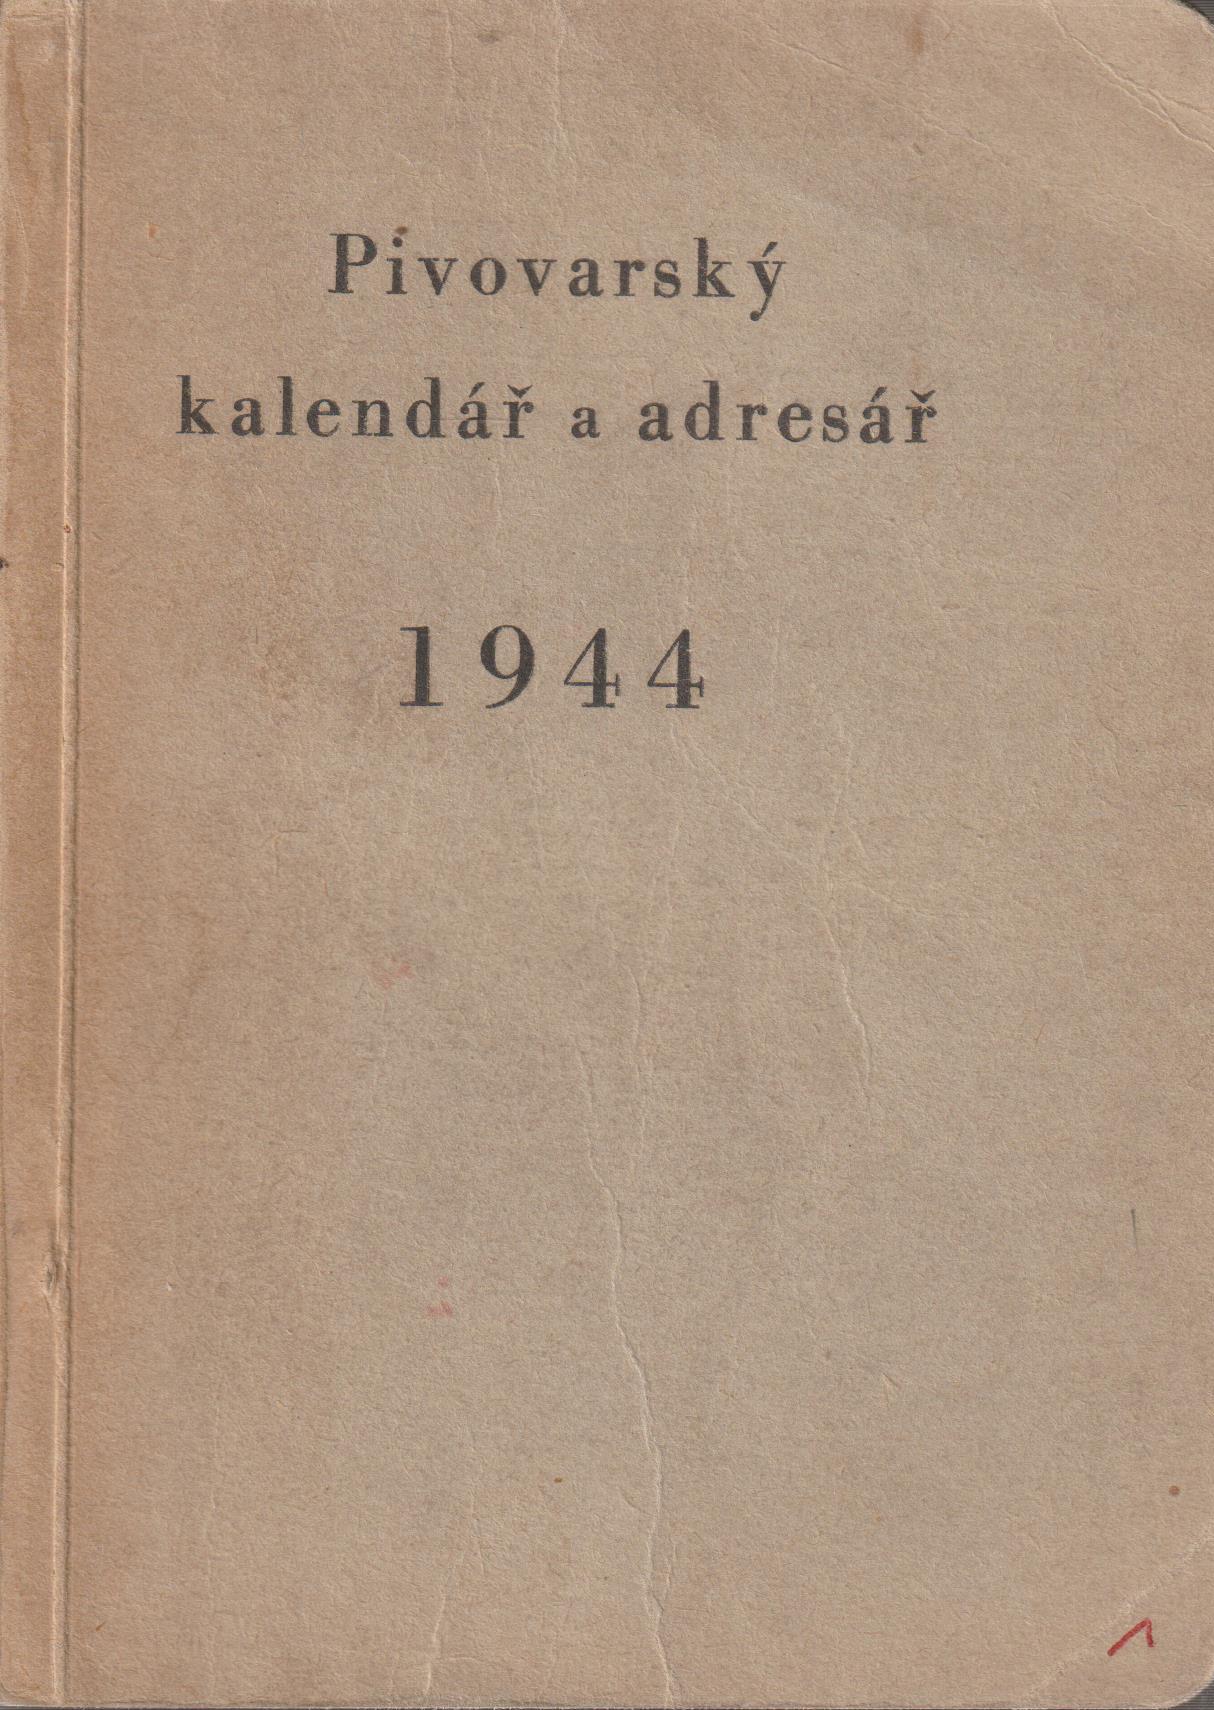 Pivovarský
kalendář a adresář
1944